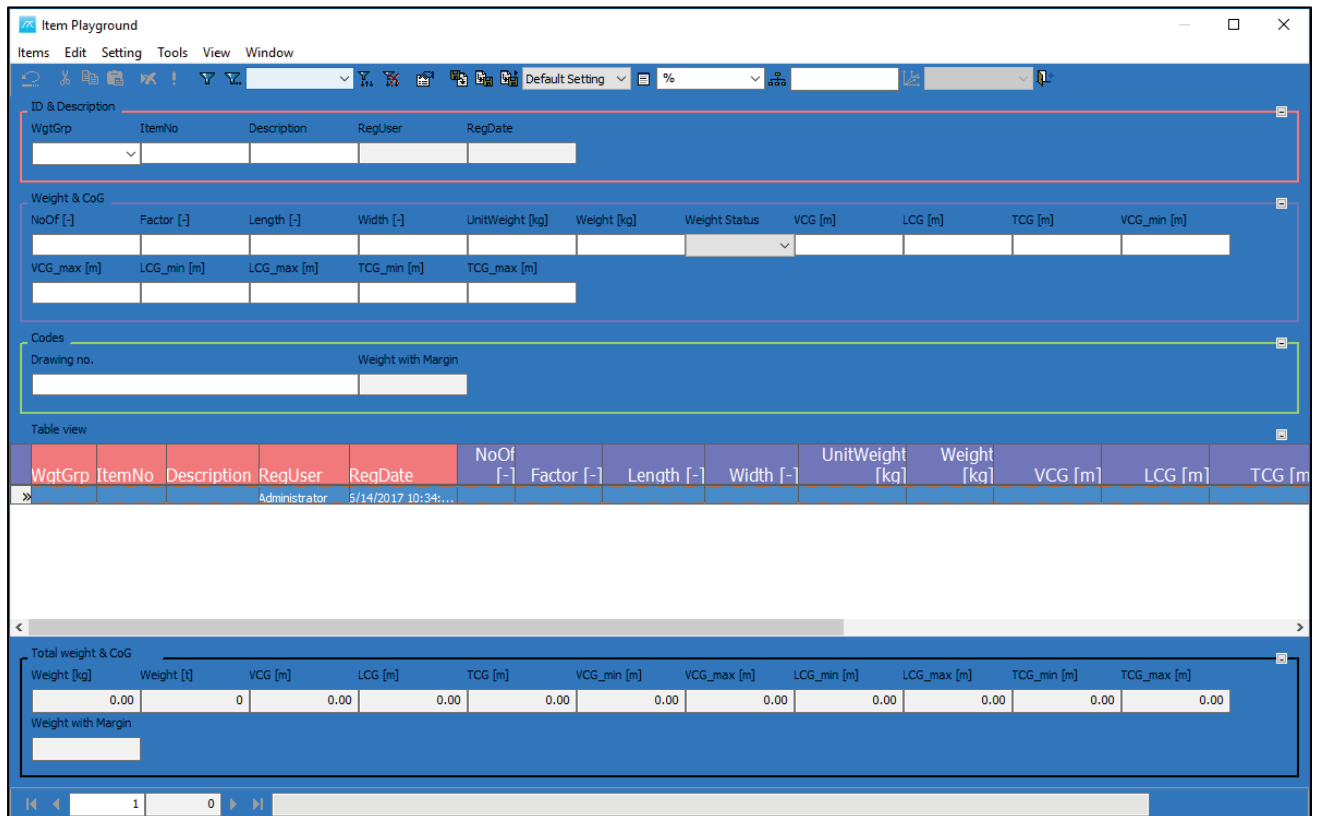 Item Playground
Items Edit Setting Tools View Window
Default Setting %
ID & Description
WgtGrp ItemNo Description RegUser RegDate
Weight & CoG
NoOf [-] Factor [-] Length [-] Width [-] UnitWeight [kg] Weight [kg] Weight Status VCG [m] LCG [m] TCG [m] VCG_min [m]
VCG_max [m] LCG_min [m] LCG_max [m] TCG_min [m] TCG_max [m]
Codes
Drawing no. Weight with Margin
Table view
WgtGrp ItemNo Description RegUser RegDate NoOf [-] Factor [-] Length [-] Width [-] UnitWeight [kg] Weight [kg] VCG [m] LCG [m] TCG [m
Administrator 5/14/2017 10:34:...
Total weight & CoG
Weight [kg] Weight [t] VCG [m] LCG [m] TCG [m] VCG_min [m] VCG_max [m] LCG_min [m] LCG_max [m] TCG_min [m] TCG_max [m]
0.00 0 0.00 0.00 0.00 0.00 0.00 0.00 0.00 0.00 0.00
Weight with Margin
1 0